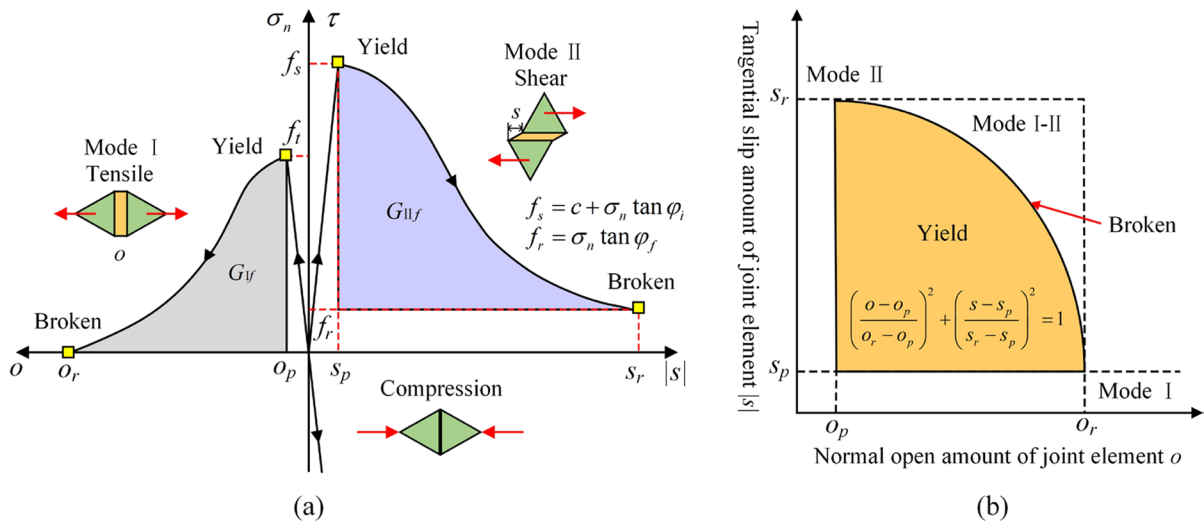 σₙ τ
fₛ
Yield
Mode Ⅱ
Shear
s
Mode Ⅰ
Tensile
o
Yield
fₜ
G_Ⅰf
G_Ⅱf
fₛ = c + σₙ tan φᵢ
fᵣ = σₙ tan φ_f
Broken
Broken
fᵣ
o
oᵣ
oₚ
sₚ
sᵣ
|s|
Compression
(a)
Tangential slip amount of joint element |s|
Mode Ⅱ
sᵣ
Mode Ⅰ-Ⅱ
Yield
Broken
((o − oₚ)/(oᵣ − oₚ))² + ((s − sₚ)/(sᵣ − sₚ))² = 1
sₚ
Mode Ⅰ
oₚ
oᵣ
Normal open amount of joint element o
(b)